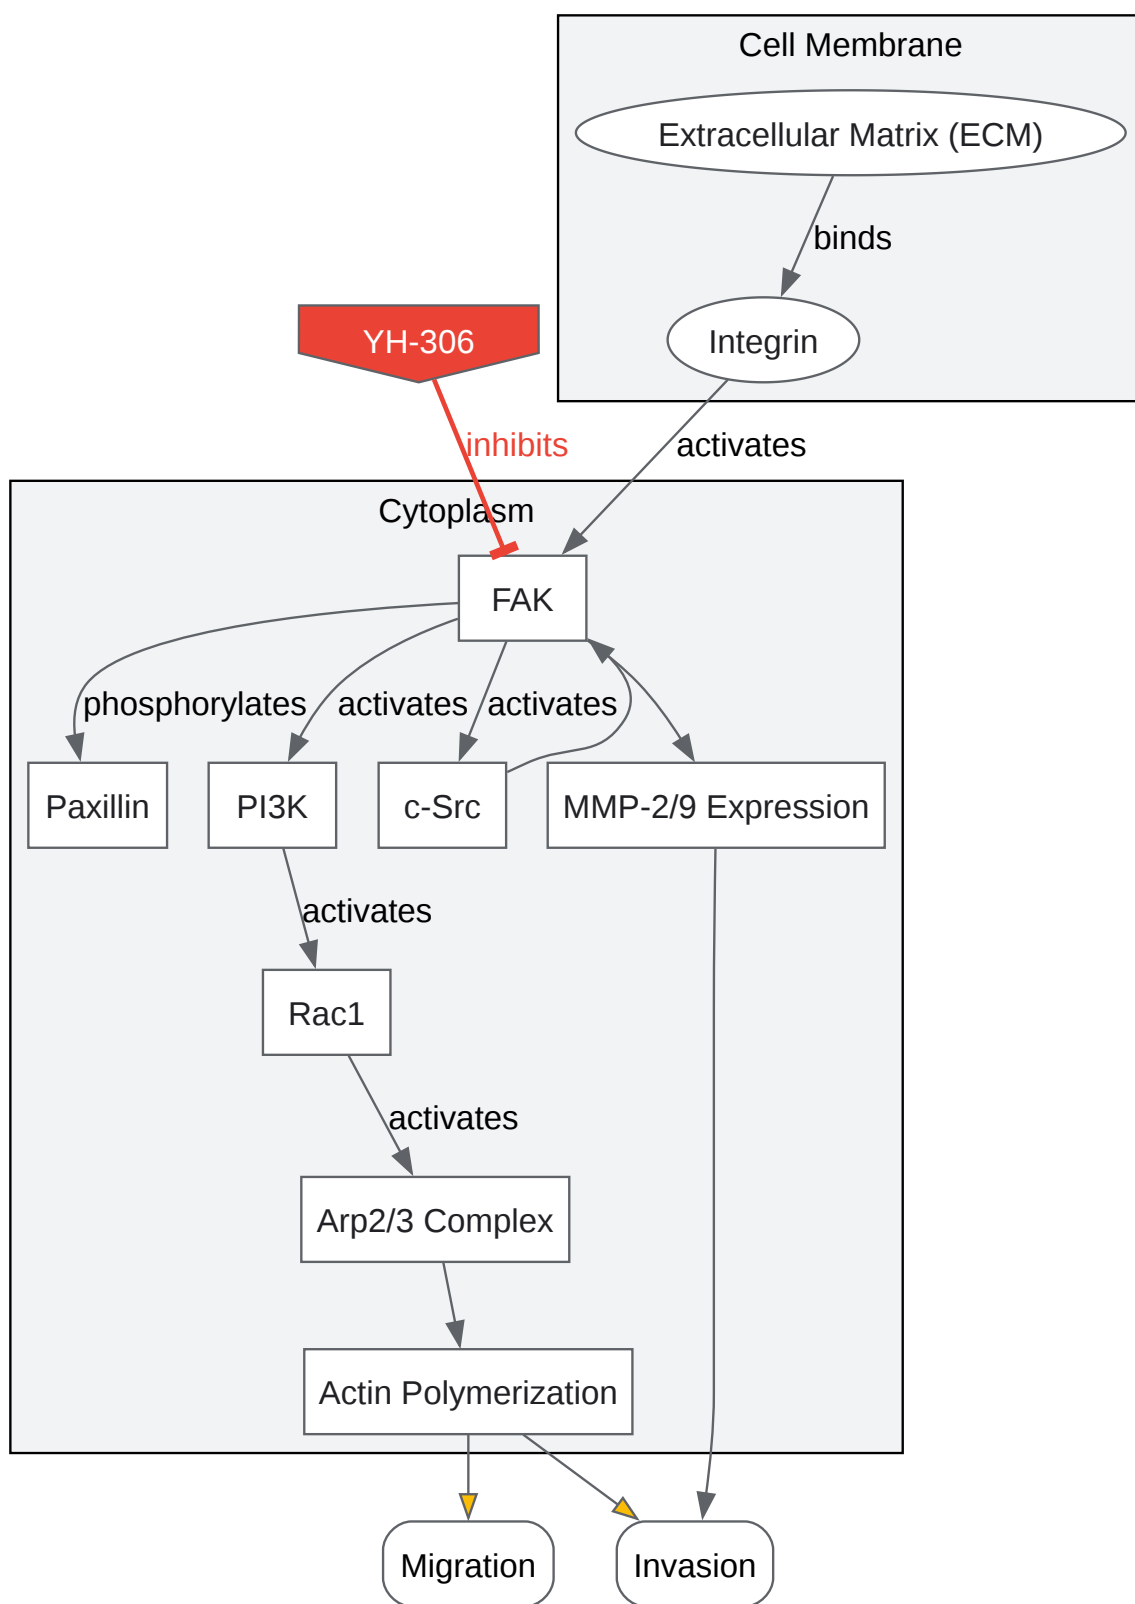 Cell Membrane
Extracellular Matrix (ECM)
binds
YH-306
Integrin
inhibits
activates
Cytoplasm
FAK
phosphorylates
activates
activates
Paxillin
PI3K
c-Src
MMP-2/9 Expression
activates
Rac1
activates
Arp2/3 Complex
Actin Polymerization
Migration
Invasion